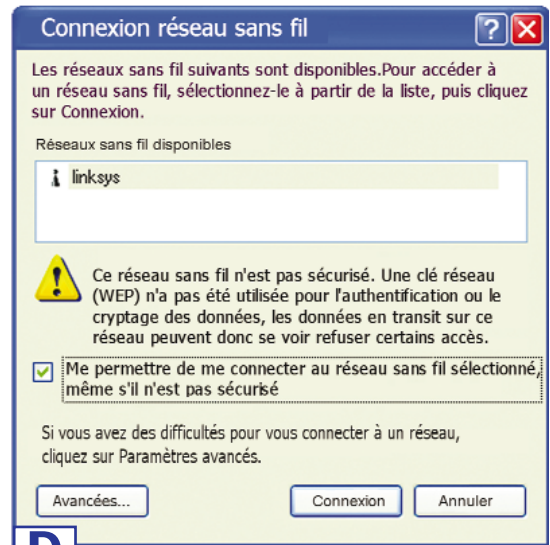 Connexion réseau sans fil
Les réseaux sans fil suivants sont disponibles.Pour accéder à
un réseau sans fil, sélectionnez-le à partir de la liste, puis cliquez
sur Connexion.
Réseaux sans fil disponibles
linksys
Ce réseau sans fil n'est pas sécurisé. Une clé réseau
(WEP) n'a pas été utilisée pour l'authentification ou le
cryptage des données, les données en transit sur ce
réseau peuvent donc se voir refuser certains accès.
Me permettre de me connecter au réseau sans fil sélectionné,
même s'il n'est pas sécurisé
Si vous avez des difficultés pour vous connecter à un réseau,
cliquez sur Paramètres avancés.
Avancées... Connexion Annuler
D